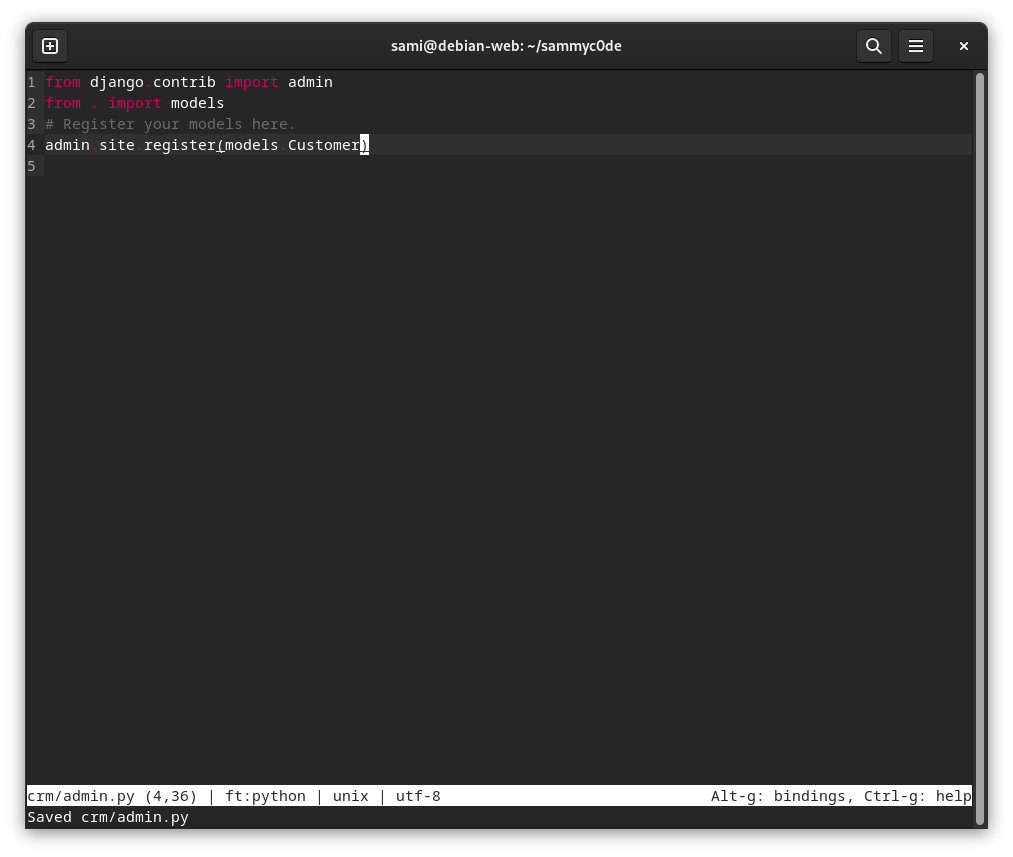 sami@debian-web: ~/sammyc0de
1 from django.contrib import admin
2 from . import models
3 # Register your models here.
4 admin.site.register(models.Customer)
5
crm/admin.py (4,36) | ft:python | unix | utf-8 Alt-g: bindings, Ctrl-g: help
Saved crm/admin.py